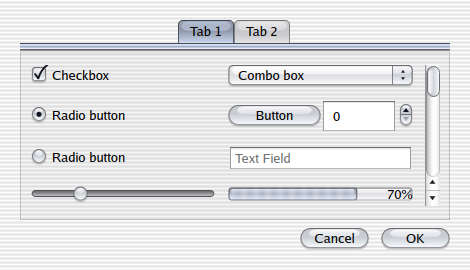 Tab 1 Tab 2
Checkbox Combo box
Radio button Button 0
Radio button Text Field
70%
Cancel OK